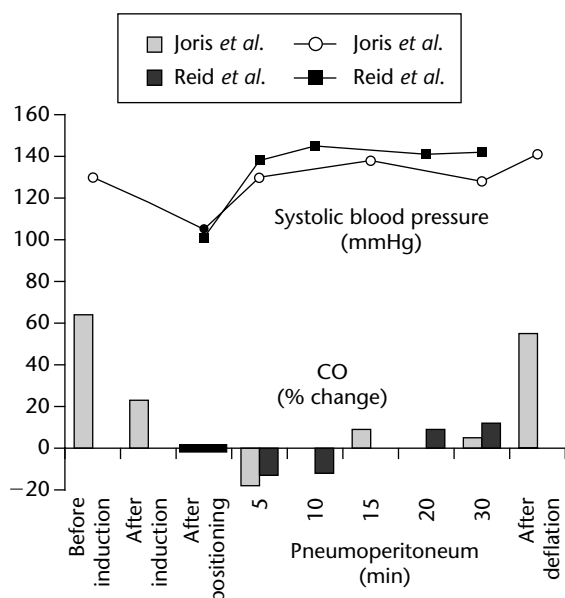 Joris et al. Joris et al.
Reid et al. Reid et al.
160
140
120
100
80
60
40
20
0
−20
Systolic blood pressure
(mmHg)
CO
(% change)
Before
induction
After
induction
After
positioning
5
10
15
20
30
After
deflation
Pneumoperitoneum
(min)